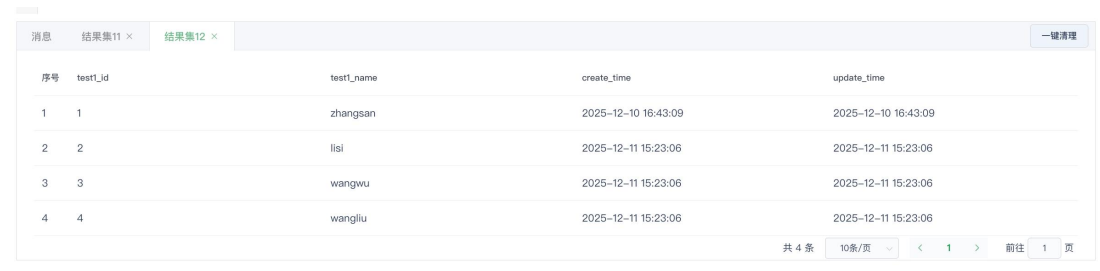 消息 结果集11 × 结果集12 × 一键清理
序号 test1_id test1_name create_time update_time
1 1 zhangsan 2025-12-10 16:43:09 2025-12-10 16:43:09
2 2 lisi 2025-12-11 15:23:06 2025-12-11 15:23:06
3 3 wangwu 2025-12-11 15:23:06 2025-12-11 15:23:06
4 4 wangliu 2025-12-11 15:23:06 2025-12-11 15:23:06
共 4 条 10条/页 < 1 > 前往 1 页